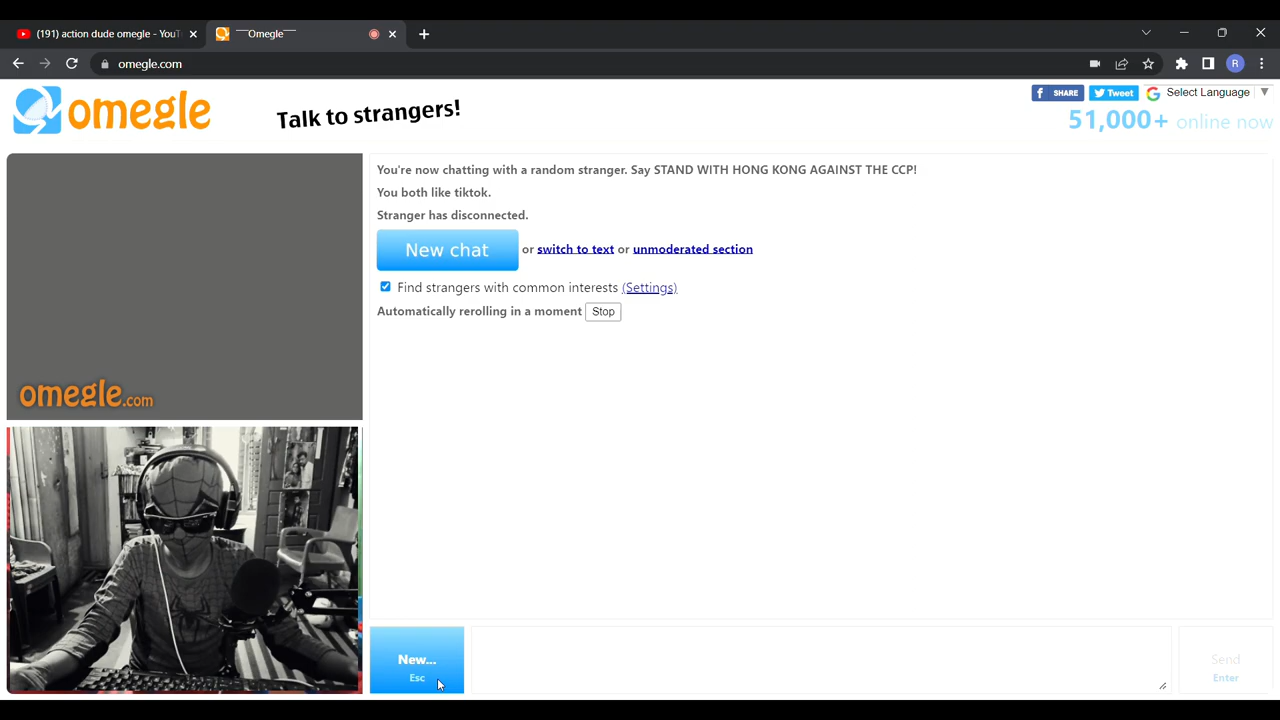 (191) action dude omegle - YouT
Omegle
omegle.com
R
omegle
Talk to strangers!
SHARE
Tweet
Select Language
51,000+ online now
You're now chatting with a random stranger. Say STAND WITH HONG KONG AGAINST THE CCP!
You both like tiktok.
Stranger has disconnected.
New chat or switch to text or unmoderated section
Find strangers with common interests (Settings)
Automatically rerolling in a moment Stop
omegle.com
New...
Esc
Send
Enter